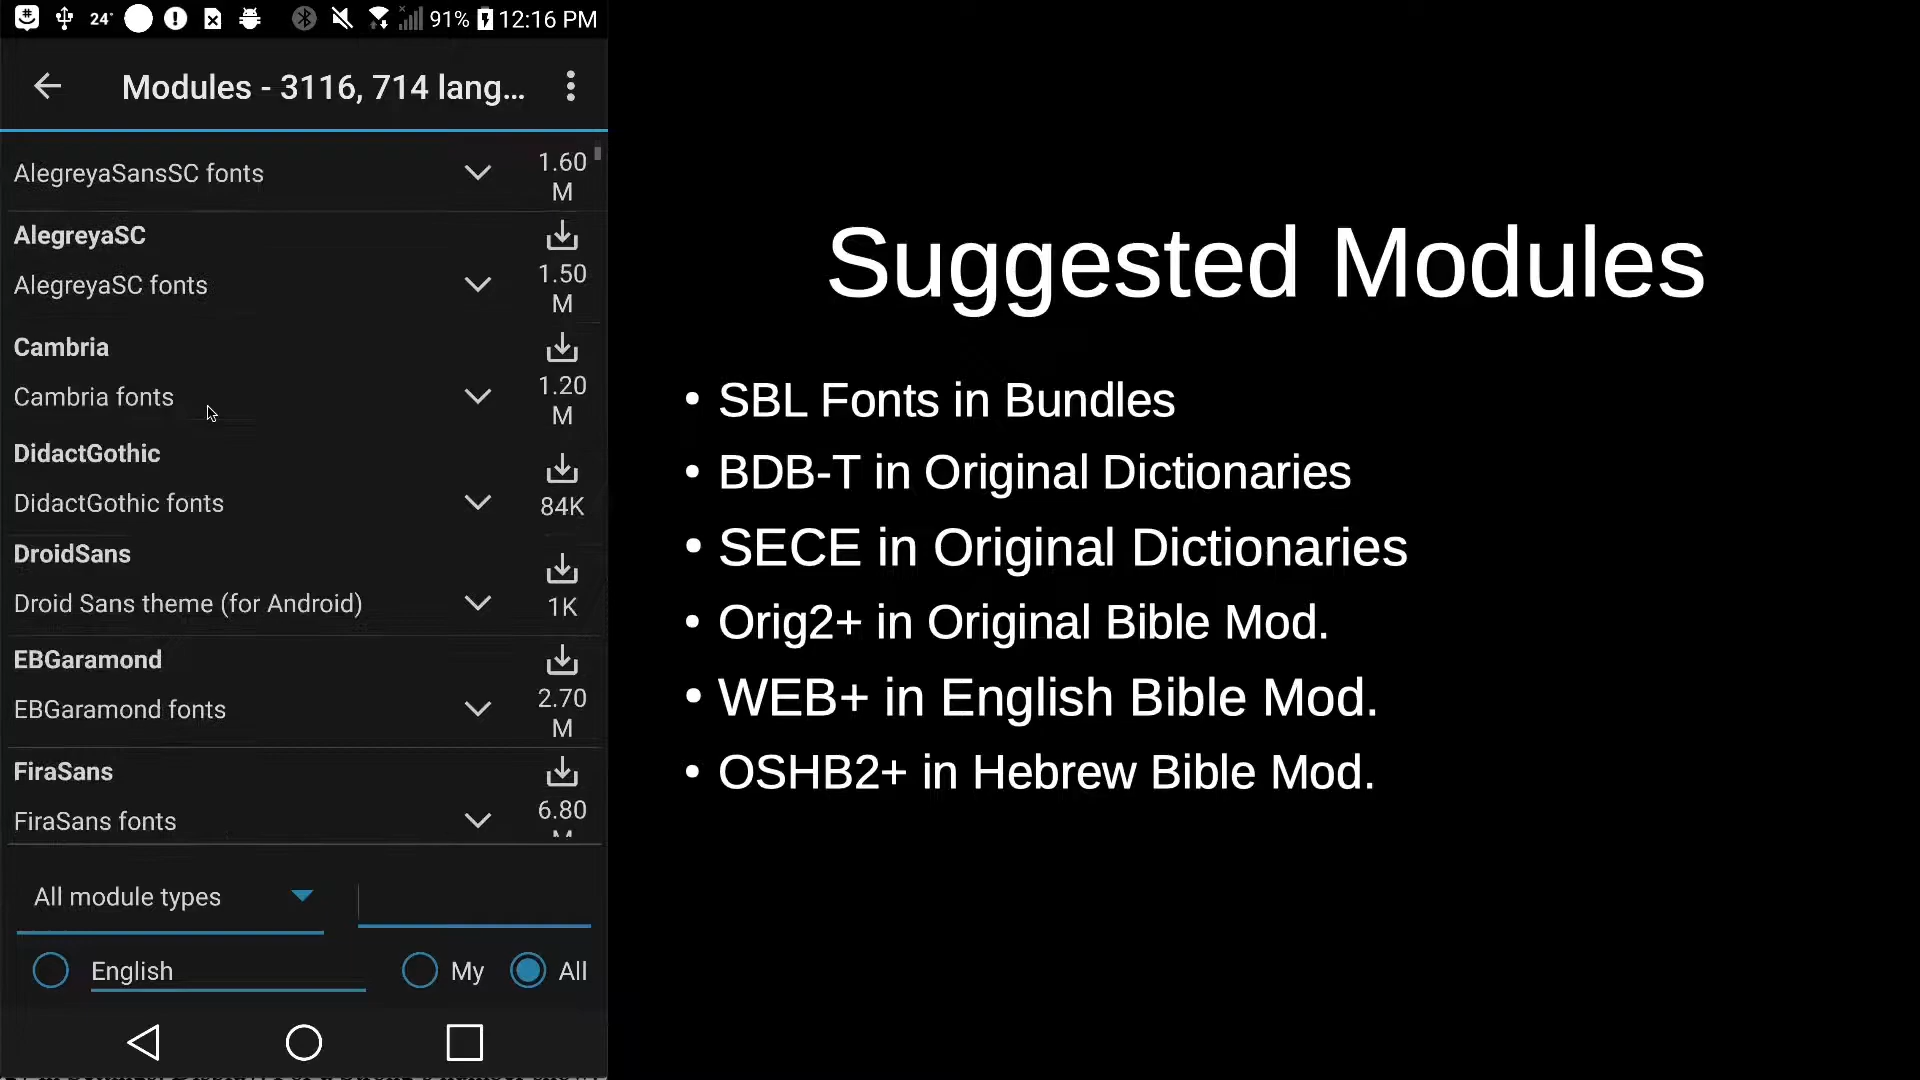 24°
91%
12:16 PM
Modules - 3116, 714 lang...
AlegreyaSansSC fonts
1.60
M
AlegreyaSC
AlegreyaSC fonts
1.50
M
Cambria
Cambria fonts
1.20
M
DidactGothic
DidactGothic fonts
84K
DroidSans
Droid Sans theme (for Android)
1K
EBGaramond
EBGaramond fonts
2.70
M
FiraSans
FiraSans fonts
6.80
M
All module types
English
My
All
Suggested Modules
• SBL Fonts in Bundles
• BDB-T in Original Dictionaries
• SECE in Original Dictionaries
• Orig2+ in Original Bible Mod.
• WEB+ in English Bible Mod.
• OSHB2+ in Hebrew Bible Mod.